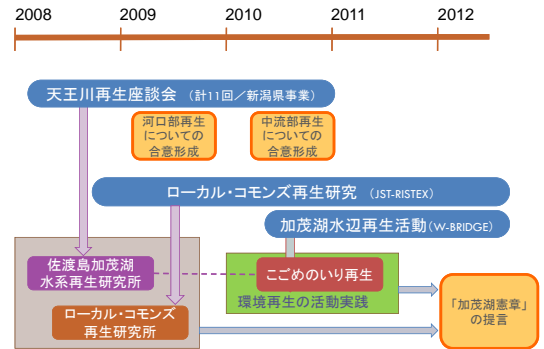 2008
2009
2010
2011
2012
天王川再生座談会 (計11回/新潟県事業)
河口部再生
についての
合意形成
中流部再生
についての
合意形成
ローカル・コモンズ再生研究 (JST-RISTEX)
加茂湖水辺再生活動(W-BRIDGE)
佐渡島加茂湖
水系再生研究所
こごめのいり再生
環境再生の活動実践
ローカル・コモンズ
再生研究所
「加茂湖憲章」
の提言